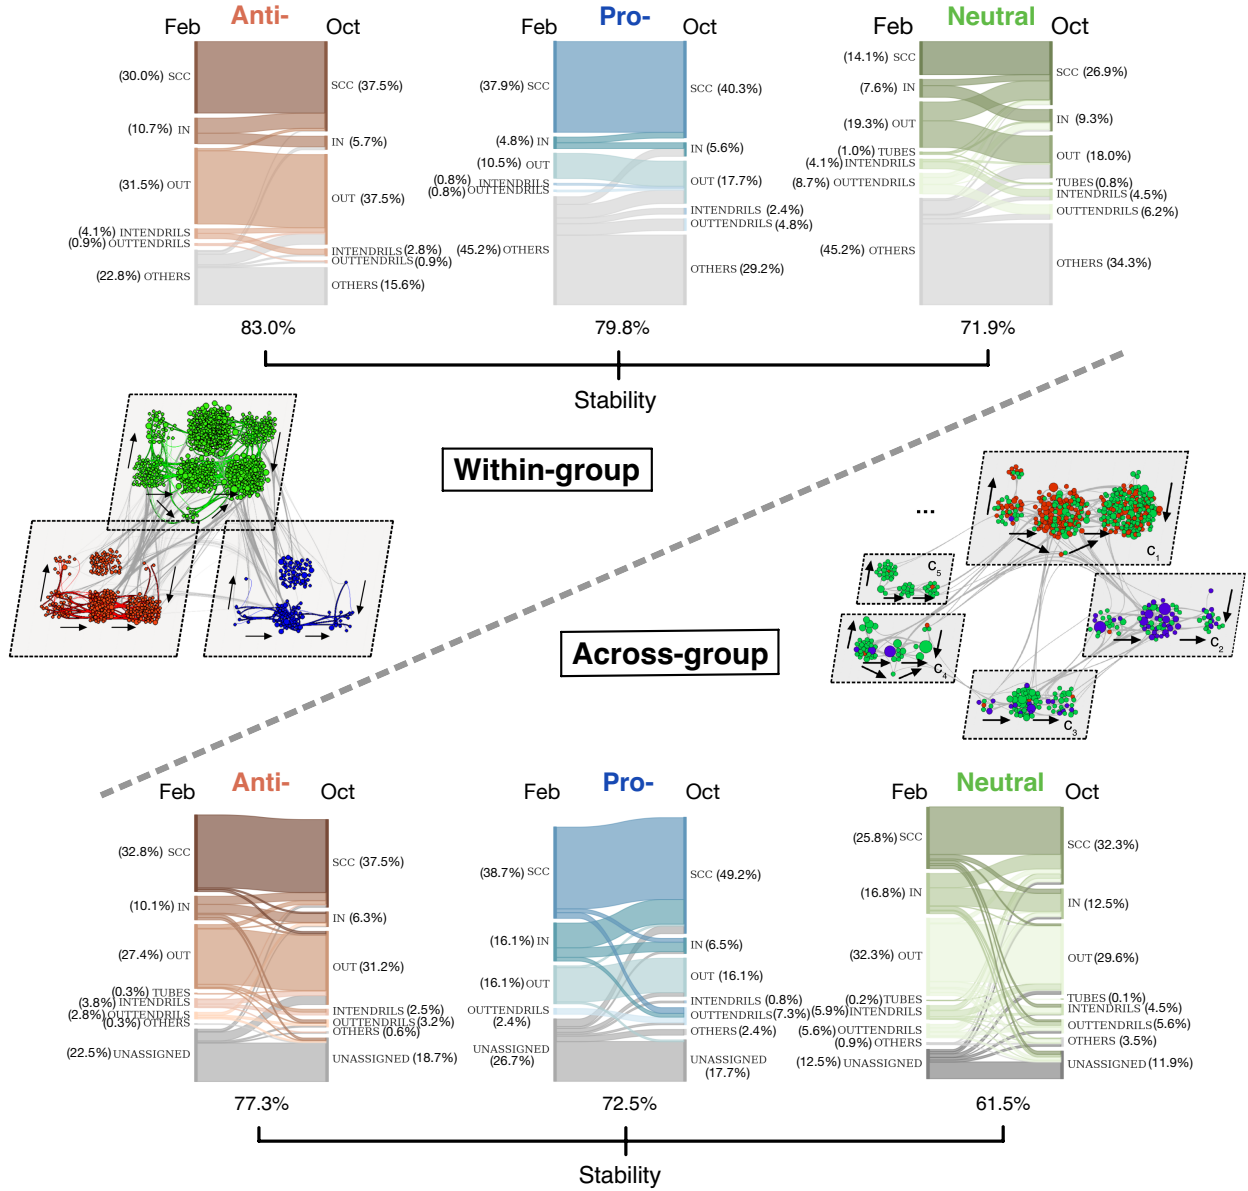 Anti-
Pro-
Neutral
Feb
Oct
Feb
Oct
Feb
Oct
(30.0%) SCC
(10.7%) IN
(31.5%) OUT
(4.1%) INTENDRILS
(0.9%) OUTTENDRILS
(22.8%) OTHERS
SCC (37.5%)
IN (5.7%)
OUT (37.5%)
INTENDRILS (2.8%)
OUTTENDRILS (0.9%)
OTHERS (15.6%)
(37.9%) SCC
(4.8%) IN
(10.5%) OUT
(0.8%) INTENDRILS
(0.8%) OUTTENDRILS
(45.2%) OTHERS
SCC (40.3%)
IN (5.6%)
OUT (17.7%)
INTENDRILS (2.4%)
OUTTENDRILS (4.8%)
OTHERS (29.2%)
(14.1%) SCC
(7.6%) IN
(19.3%) OUT
(1.0%) TUBES
(4.1%) INTENDRILS
(8.7%) OUTTENDRILS
(45.2%) OTHERS
SCC (26.9%)
IN (9.3%)
OUT (18.0%)
TUBES (0.8%)
INTENDRILS (4.5%)
OUTTENDRILS (6.2%)
OTHERS (34.3%)
83.0%
79.8%
71.9%
Stability
Within-group
...
C1
C5
C2
C4
C3
Across-group
Anti-
Pro-
Neutral
Feb
Oct
Feb
Oct
Feb
Oct
(32.8%) SCC
(10.1%) IN
(27.4%) OUT
(0.3%) TUBES
(3.8%) INTENDRILS
(2.8%) OUTTENDRILS
(0.3%) OTHERS
(22.5%) UNASSIGNED
SCC (37.5%)
IN (6.3%)
OUT (31.2%)
INTENDRILS (2.5%)
OUTTENDRILS (3.2%)
OTHERS (0.6%)
UNASSIGNED (18.7%)
(38.7%) SCC
(16.1%) IN
(16.1%) OUT
OUTTENDRILS
(2.4%)
UNASSIGNED
(26.7%)
SCC (49.2%)
IN (6.5%)
OUT (16.1%)
INTENDRILS (0.8%)
OUTTENDRILS (7.3%)
OTHERS (2.4%)
UNASSIGNED
(17.7%)
(25.8%) SCC
(16.8%) IN
(32.3%) OUT
(0.2%) TUBES
(5.9%) INTENDRILS
(5.6%) OUTTENDRILS
(0.9%) OTHERS
(12.5%) UNASSIGNED
SCC (32.3%)
IN (12.5%)
OUT (29.6%)
TUBES (0.1%)
INTENDRILS (4.5%)
OUTTENDRILS (5.6%)
OTHERS (3.5%)
UNASSIGNED (11.9%)
77.3%
72.5%
61.5%
Stability